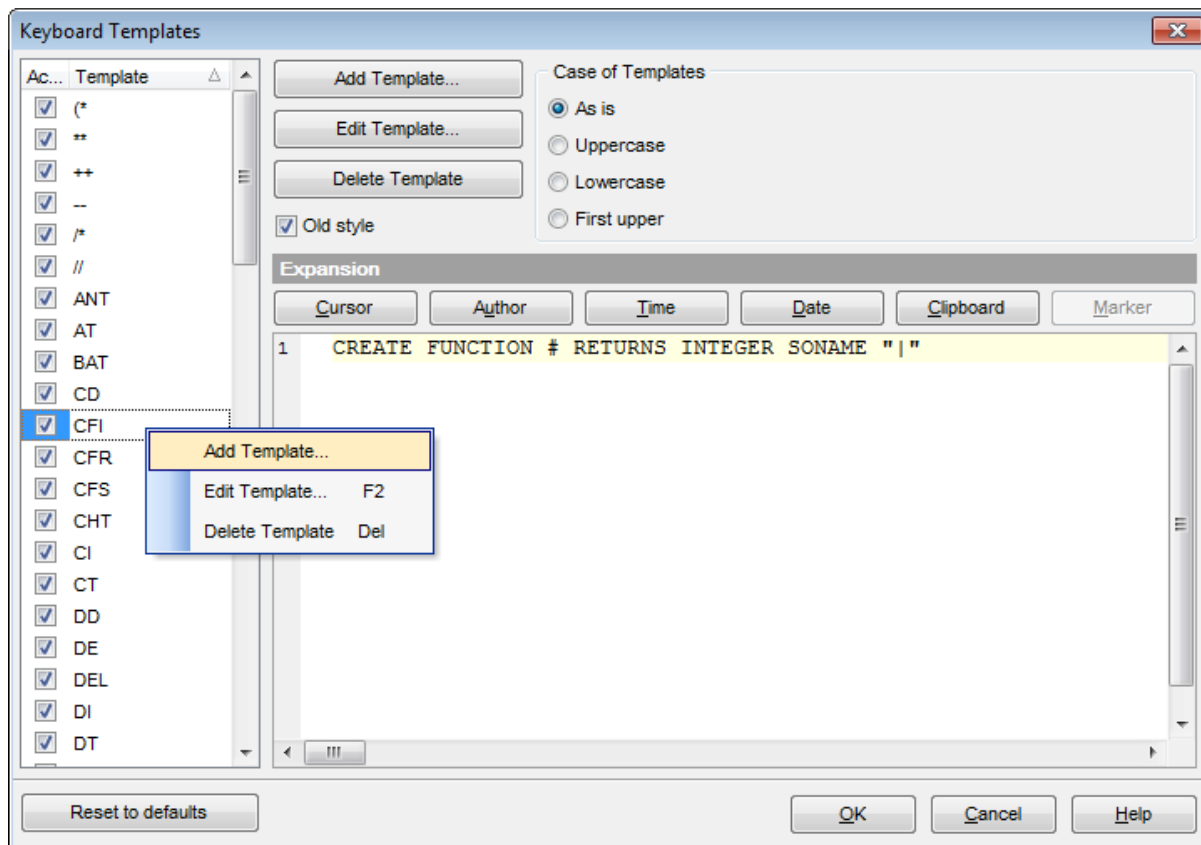 Keyboard Templates
Ac... Template
(*
**
++
--
/*
//
ANT
AT
BAT
CD
CFI
CFR
CFS
CHT
CI
CT
DD
DE
DEL
DI
DT
Add Template...
Edit Template...
Delete Template
Old style
Case of Templates
As is
Uppercase
Lowercase
First upper
Expansion
Cursor Author Time Date Clipboard Marker
1 CREATE FUNCTION # RETURNS INTEGER SONAME "|"
Add Template...
Edit Template... F2
Delete Template Del
Reset to defaults OK Cancel Help